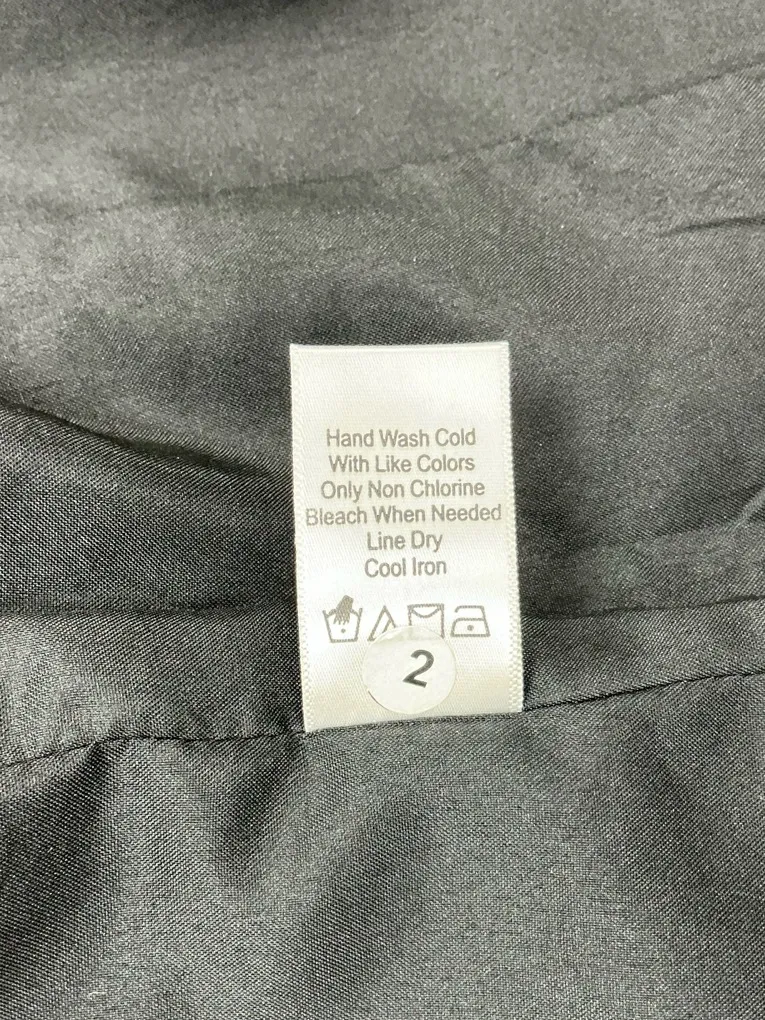 Hand Wash Cold
With Like Colors
Only Non Chlorine
Bleach When Needed
Line Dry
Cool Iron
2